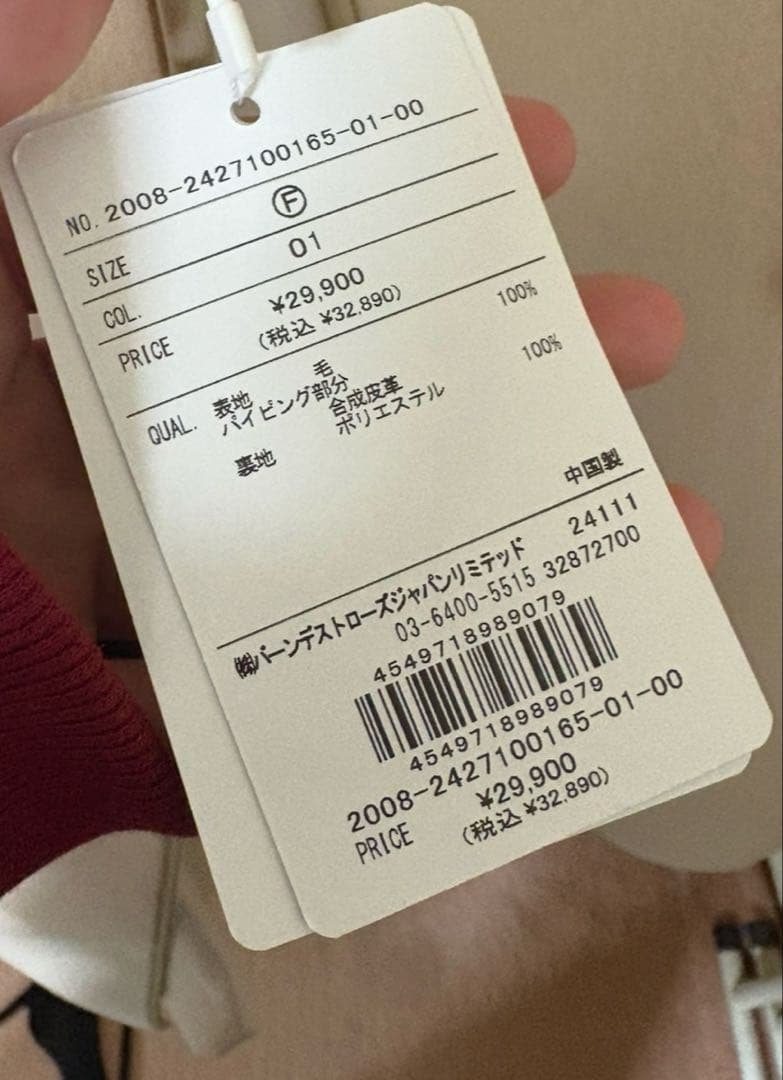 NO. 2008-2427100165-01-00
SIZE Ⓕ
COL. 01
PRICE ¥29,900
(税込 ¥32,890)
QUAL. 表地 毛 100%
パイピング部分
合成皮革
裏地 ポリエステル 100%
中国製
㈱バーンデストローズジャパンリミテッド 24111
03-6400-5515 32872700
4549718989079
4549718989079
2008-2427100165-01-00
PRICE ¥29,900
(税込 ¥32,890)